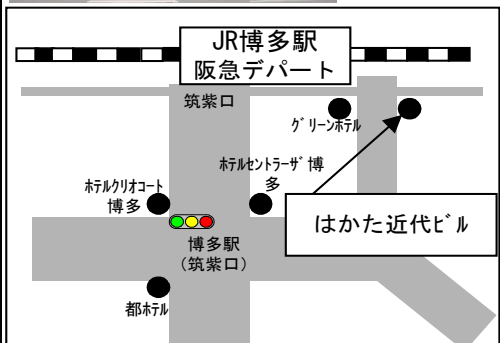 JR博多駅
阪急デパート
筑紫口
グリーンホテル
ホテルセントラーザ博
多
ホテルクリオコート
博多
はかた近代ビル
博多駅
(筑紫口)
都ホテル